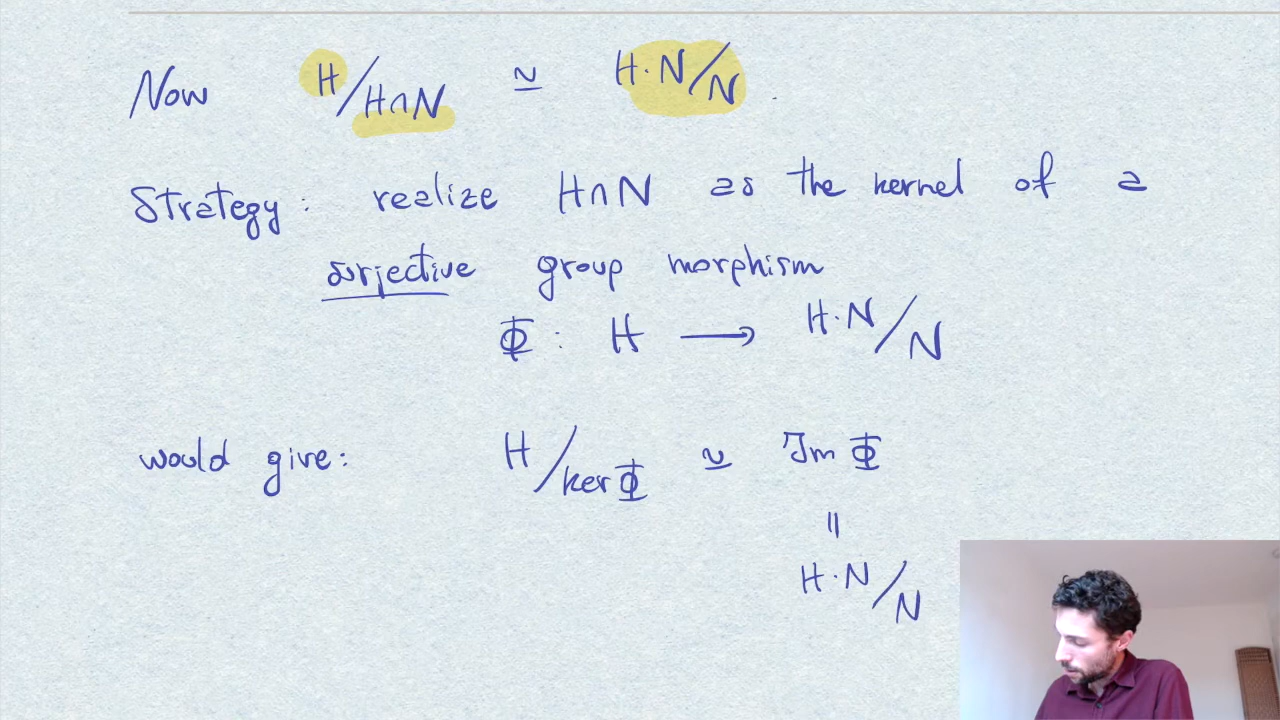 Now H/H∩N ≃ H·N/N.
Strategy: realize H∩N as the kernel of a
surjective group morphism
Φ : H ⟶ H·N/N
would give: H/ker Φ ≃ Im Φ
=
H·N/N